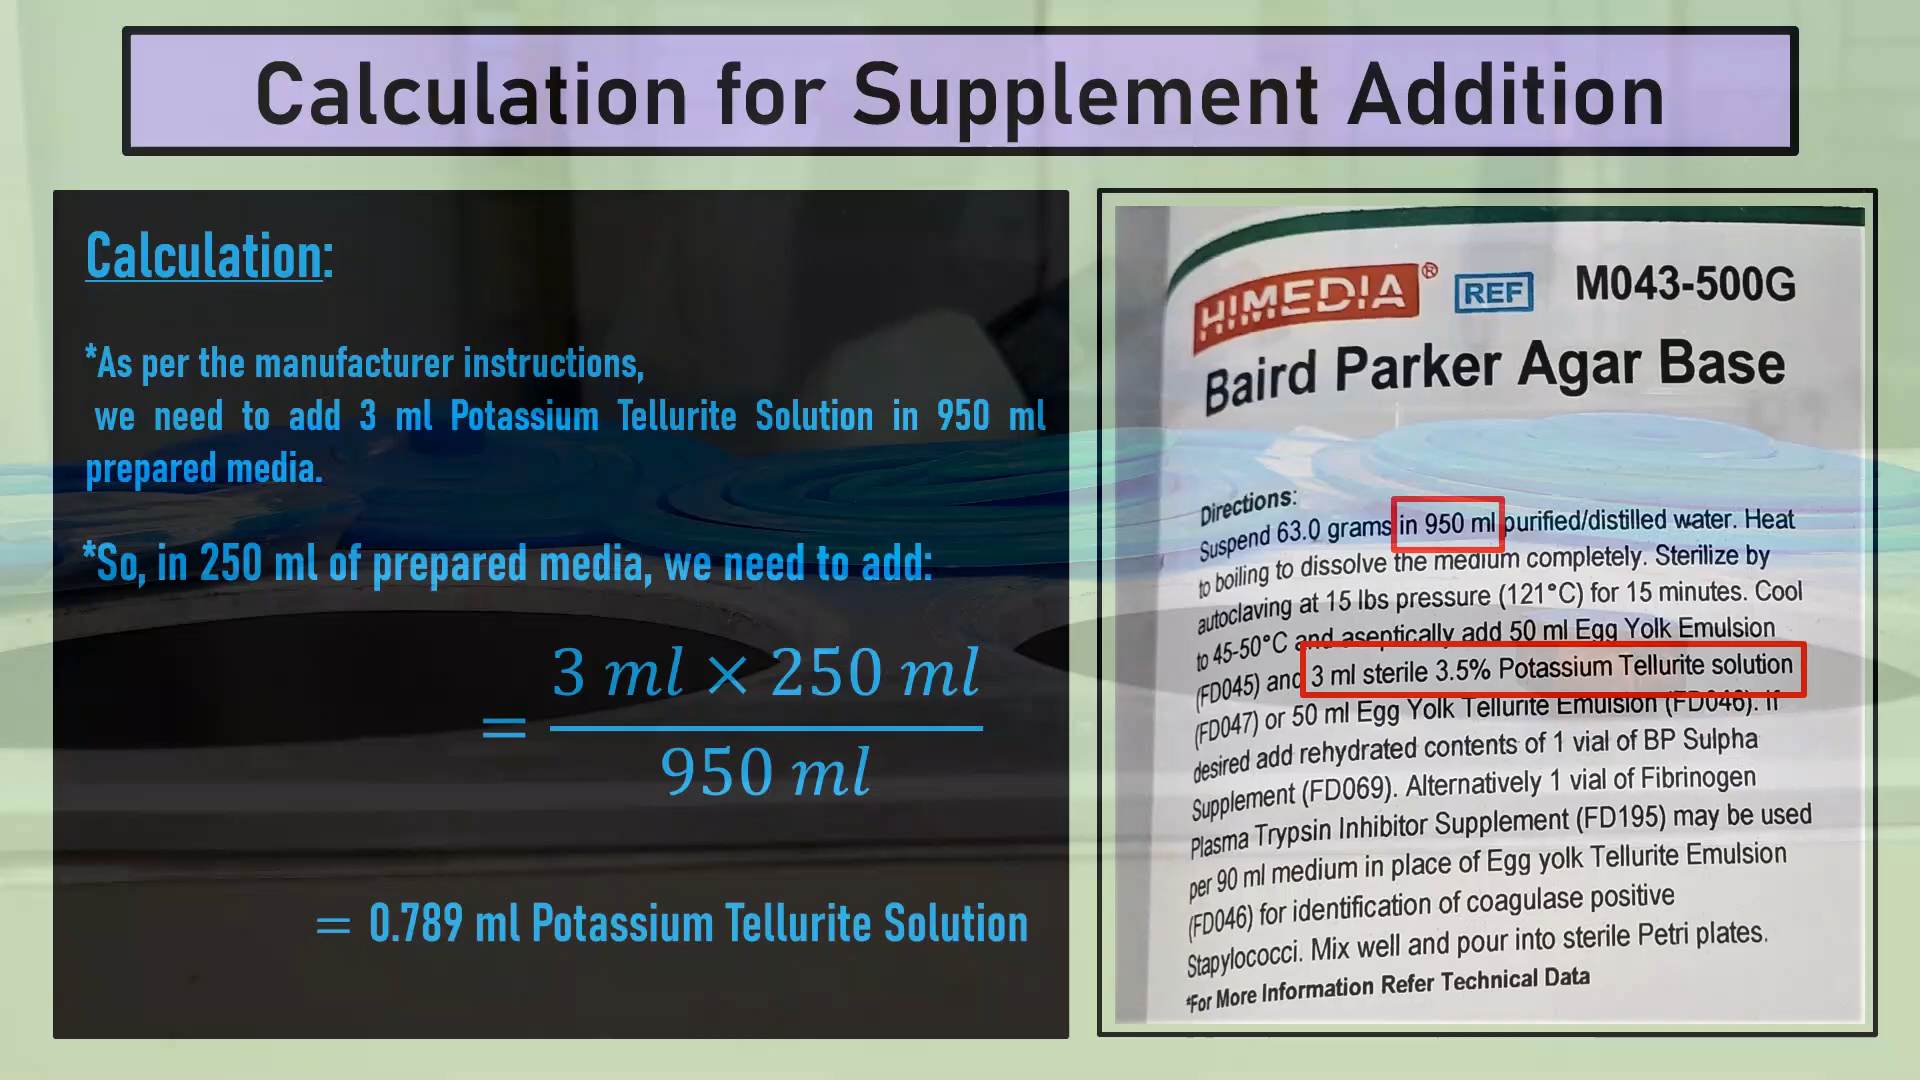 Calculation for Supplement Addition
Calculation:
*As per the manufacturer instructions,
we need to add 3 ml Potassium Tellurite Solution in 950 ml
prepared media.
*So, in 250 ml of prepared media, we need to add:
= 3 ml × 250 ml
950 ml
= 0.789 ml Potassium Tellurite Solution
HIMEDIA® REF M043-500G
Baird Parker Agar Base
Directions:
Suspend 63.0 grams in 950 ml purified/distilled water. Heat
to boiling to dissolve the medium completely. Sterilize by
autoclaving at 15 lbs pressure (121°C) for 15 minutes. Cool
to 45-50°C and aseptically add 50 ml Egg Yolk Emulsion
(FD045) and 3 ml sterile 3.5% Potassium Tellurite solution
(FD047) or 50 ml Egg Yolk Tellurite Emulsion (FD046). If
desired add rehydrated contents of 1 vial of BP Sulpha
Supplement (FD069). Alternatively 1 vial of Fibrinogen
Plasma Trypsin Inhibitor Supplement (FD195) may be used
per 90 ml medium in place of Egg yolk Tellurite Emulsion
(FD046) for identification of coagulase positive
Stapylococci. Mix well and pour into sterile Petri plates.
*For More Information Refer Technical Data